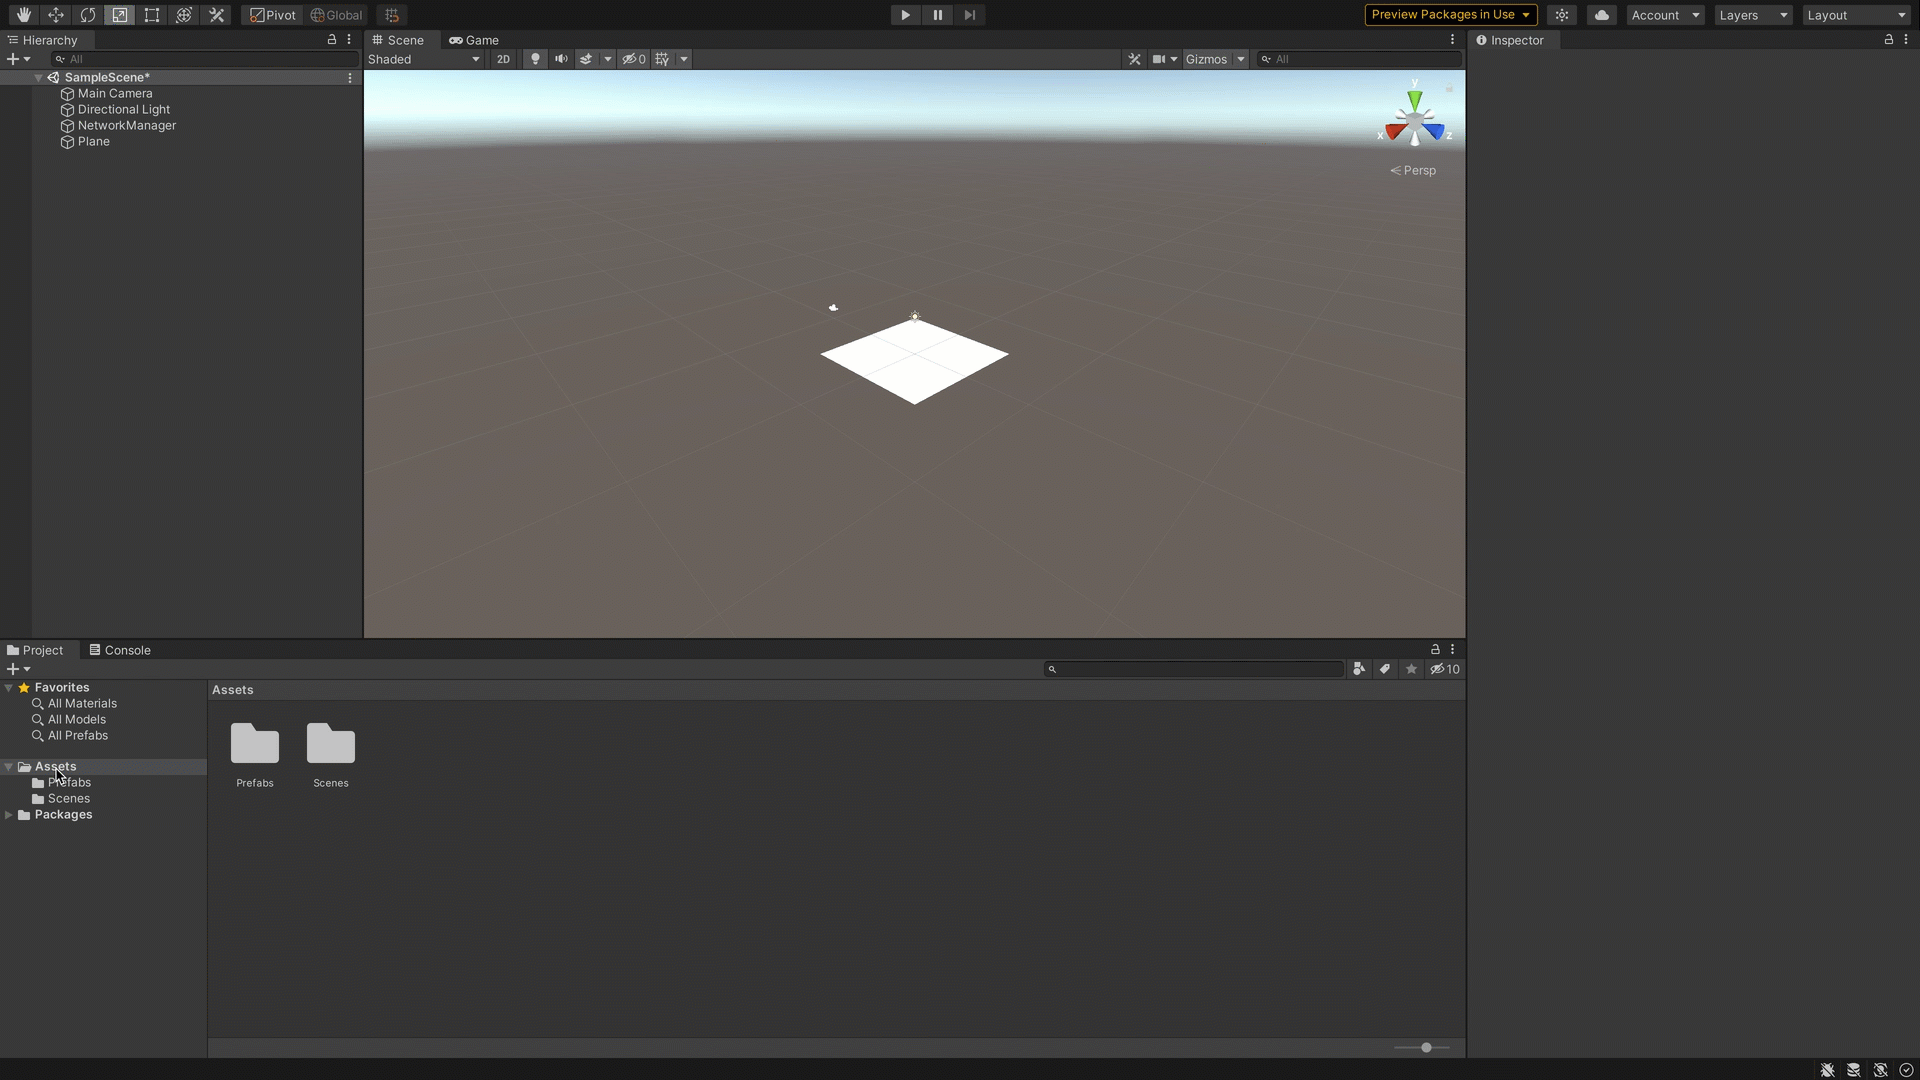 Pivot Global Preview Packages in Use Account Layers Layout
Hierarchy
All
SampleScene*
Main Camera
Directional Light
NetworkManager
Plane
Scene Game
Shaded 2D 0 Gizmos All
y
x z
Persp
Inspector
Project Console
10
Favorites
All Materials
All Models
All Prefabs
Assets
Prefabs
Scenes
Packages
Assets
Prefabs Scenes